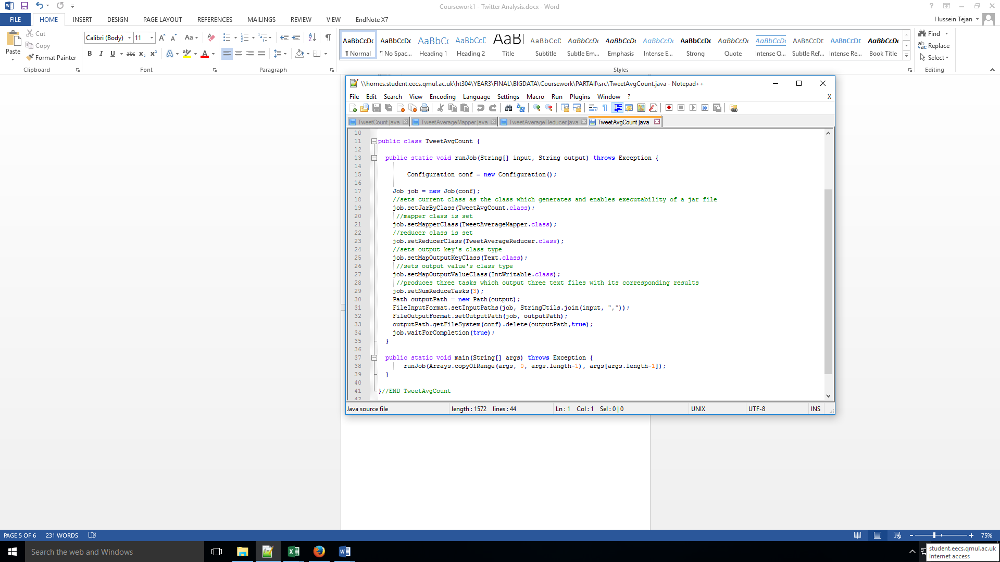 Coursework1 - Twitter Analysis.docx - Word
?
FILE HOME INSERT DESIGN PAGE LAYOUT REFERENCES MAILINGS REVIEW VIEW EndNote X7
Hussein Tejan
Paste
Cut
Copy
Format Painter
Clipboard
Calibri (Body) 11
Font
Paragraph
AaBbCcDc AaBbCcDc AaBbCc AaBbCcD AaBl AaBbCcD AaBbCcDc AaBbCcDc AaBbCcDc AaBbCcDc AaBbCcDc AaBbCcDc AABBCCDE AABBCCDE AaBbCcDc
¶ Normal ¶ No Spac... Heading 1 Heading 2 Title Subtitle Subtle Em... Emphasis Intense E... Strong Quote Intense Q... Subtle Ref... Intense Re... Book Title
Styles
Find
Replace
Select
Editing
\\homes.student.eecs.qmul.ac.uk\ht304\YEAR3\FINAL\BIGDATA\Coursework\PARTAII\src\TweetAvgCount.java - Notepad++
File Edit Search View Encoding Language Settings Macro Run Plugins Window ? X
TweetCount.java TweetAverageMapper.java TweetAverageReducer.java TweetAvgCount.java
10
11 public class TweetAvgCount {
12
13 public static void runJob(String[] input, String output) throws Exception {
14
15 Configuration conf = new Configuration();
16
17 Job job = new Job(conf);
18 //sets current class as the class which generates and enables executability of a jar file
19 job.setJarByClass(TweetAvgCount.class);
20 //mapper class is set
21 job.setMapperClass(TweetAverageMapper.class);
22 //reducer class is set
23 job.setReducerClass(TweetAverageReducer.class);
24 //sets output key's class type
25 job.setMapOutputKeyClass(Text.class);
26 //sets output value's class type
27 job.setMapOutputValueClass(IntWritable.class);
28 //produces three tasks which output three text files with its corresponding results
29 job.setNumReduceTasks(3);
30 Path outputPath = new Path(output);
31 FileInputFormat.setInputPaths(job, StringUtils.join(input, ","));
32 FileOutputFormat.setOutputPath(job, outputPath);
33 outputPath.getFileSystem(conf).delete(outputPath,true);
34 job.waitForCompletion(true);
35 }
36
37 public static void main(String[] args) throws Exception {
38 runJob(Arrays.copyOfRange(args, 0, args.length-1), args[args.length-1]);
39 }
40
41 }//END TweetAvgCount
42
Java source file length : 1572 lines : 44 Ln : 1 Col : 1 Sel : 0 | 0 UNIX UTF-8 INS
PAGE 5 OF 6 231 WORDS 75%
Search the web and Windows
student.eecs.qmul.ac.uk
Internet access